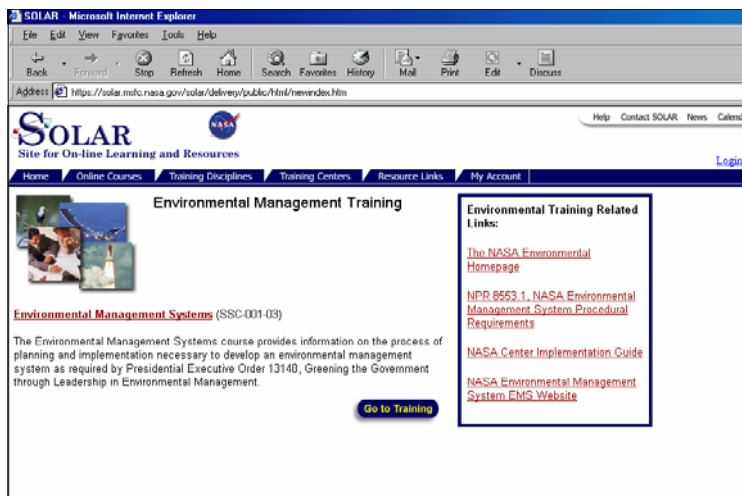 SOLAR - Microsoft Internet Explorer
File Edit View Favorites Tools Help
Back Forward Stop Refresh Home Search Favorites History Mail Print Edit Discuss
Address https://solar.msfc.nasa.gov/solar/delivery/public/html/newindex.htm
Help Contact SOLAR News Calend
SOLAR NASA
Site for On-line Learning and Resources
Login
Home Online Courses Training Disciplines Training Centers Resource Links My Account
Environmental Management Training
Environmental Management Systems (SSC-001-03)
The Environmental Management Systems course provides information on the process of
planning and implementation necessary to develop an environmental management
system as required by Presidential Executive Order 13148, Greening the Government
through Leadership in Environmental Management.
Go to Training
Environmental Training Related
Links:
The NASA Environmental
Homepage
NPR 8553.1, NASA Environmental
Management System Procedural
Requirements
NASA Center Implementation Guide
NASA Environmental Management
System EMS Website